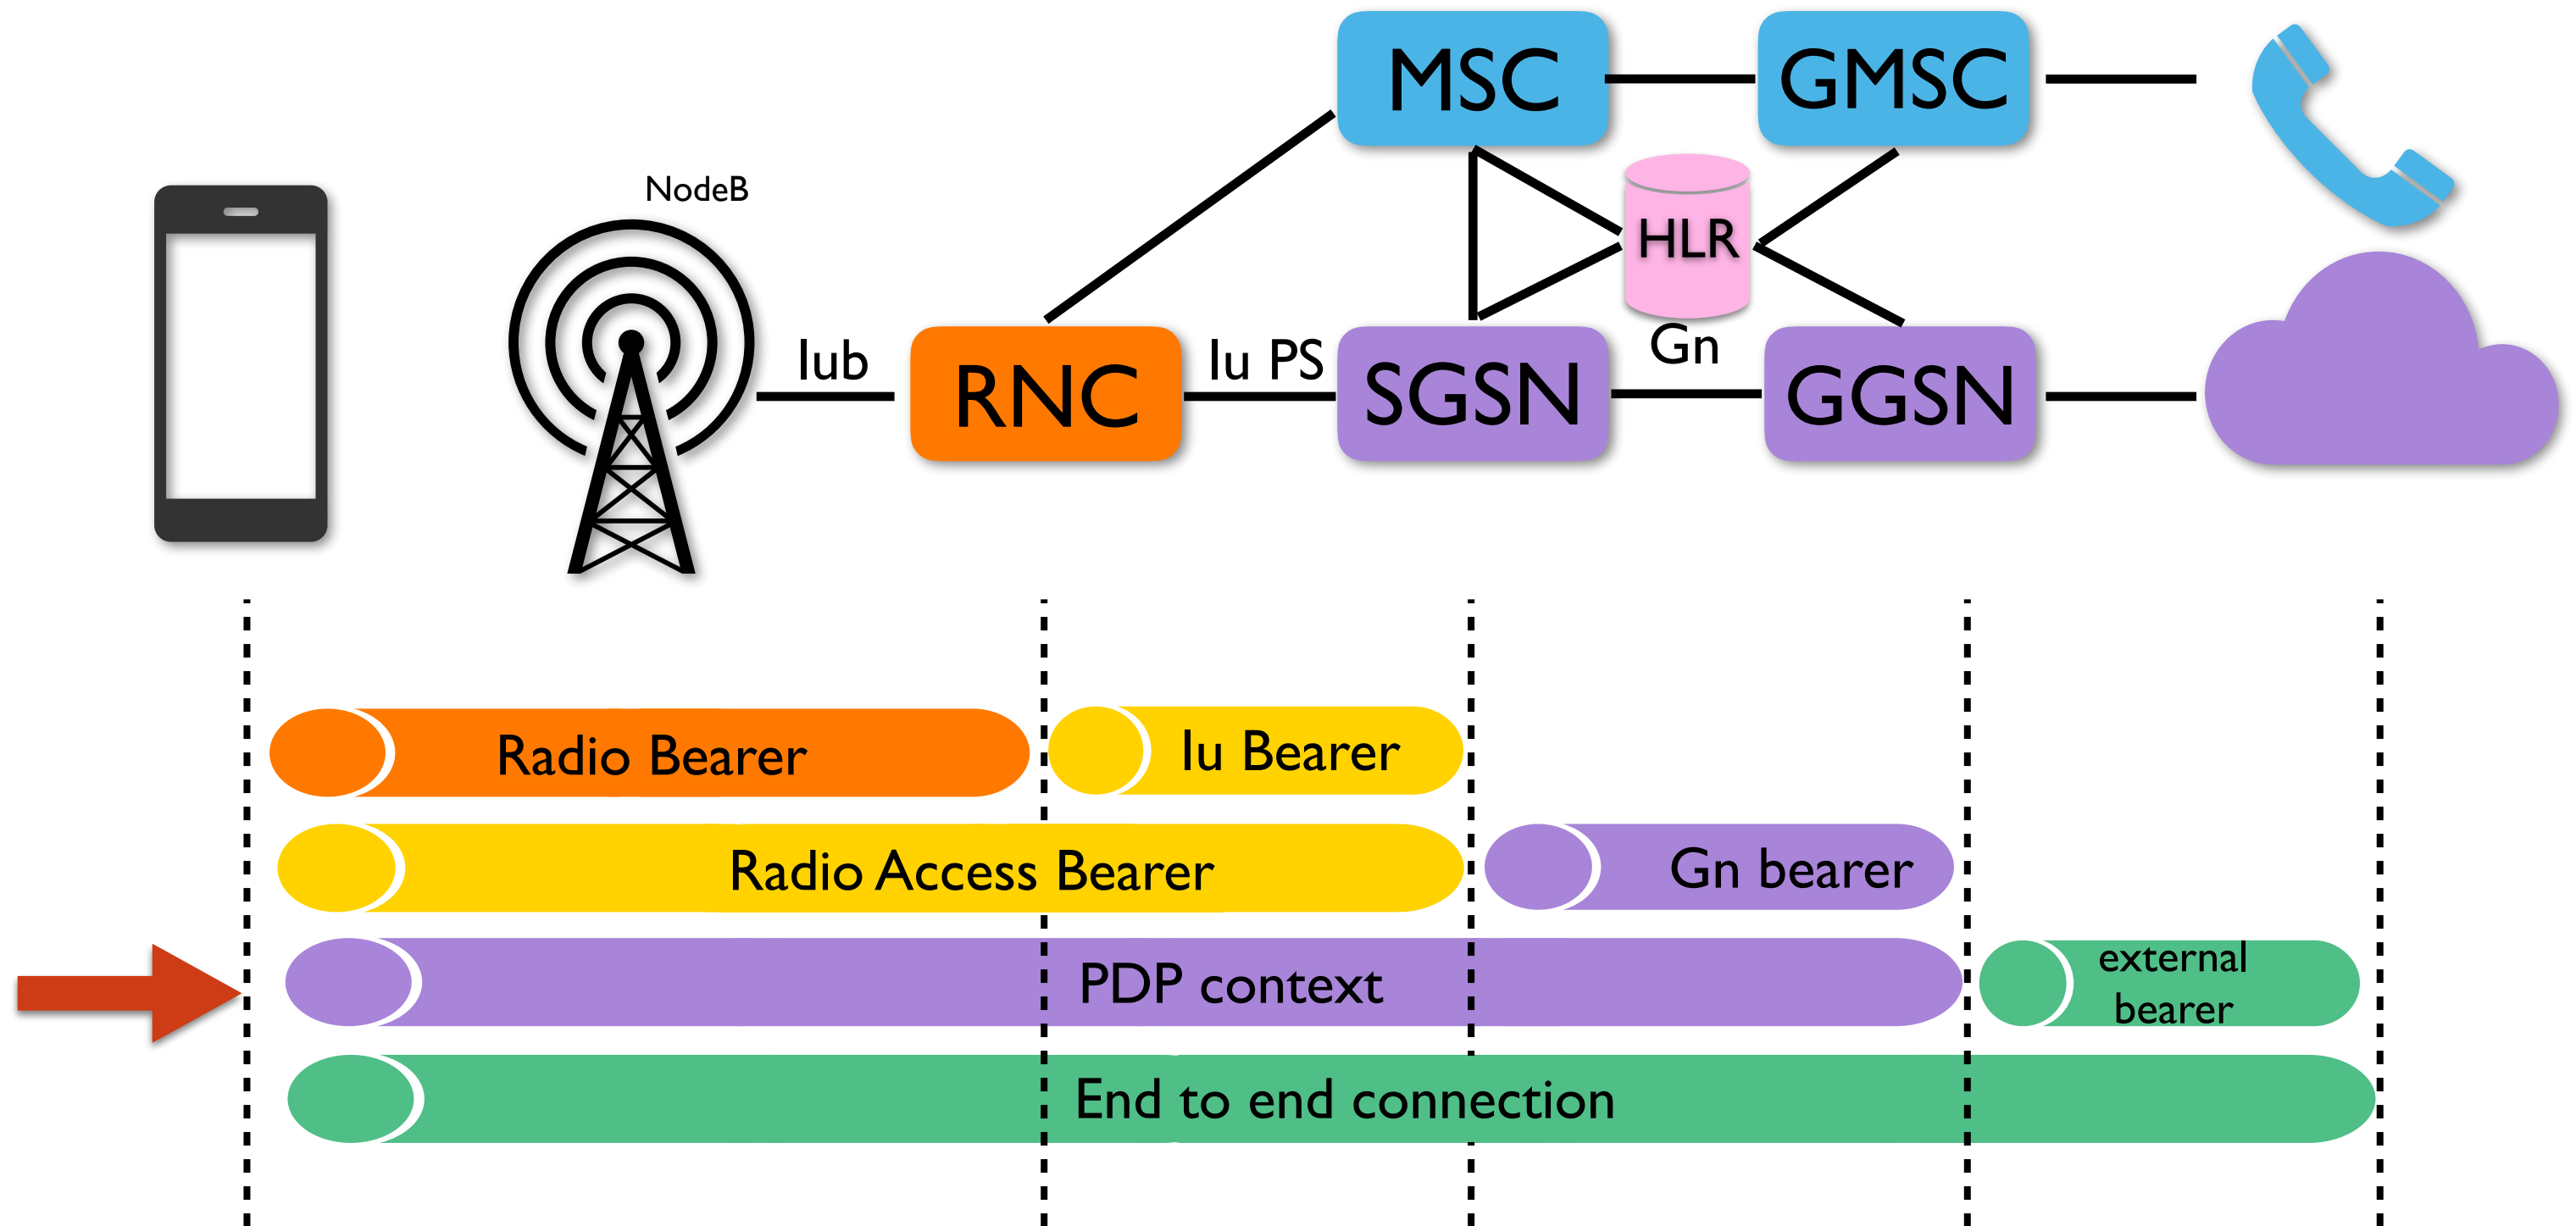 MSC
GMSC
NodeB
HLR
Iub
Iu PS
Gn
RNC
SGSN
GGSN
Radio Bearer
Iu Bearer
Radio Access Bearer
Gn bearer
PDP context
external
bearer
End to end connection